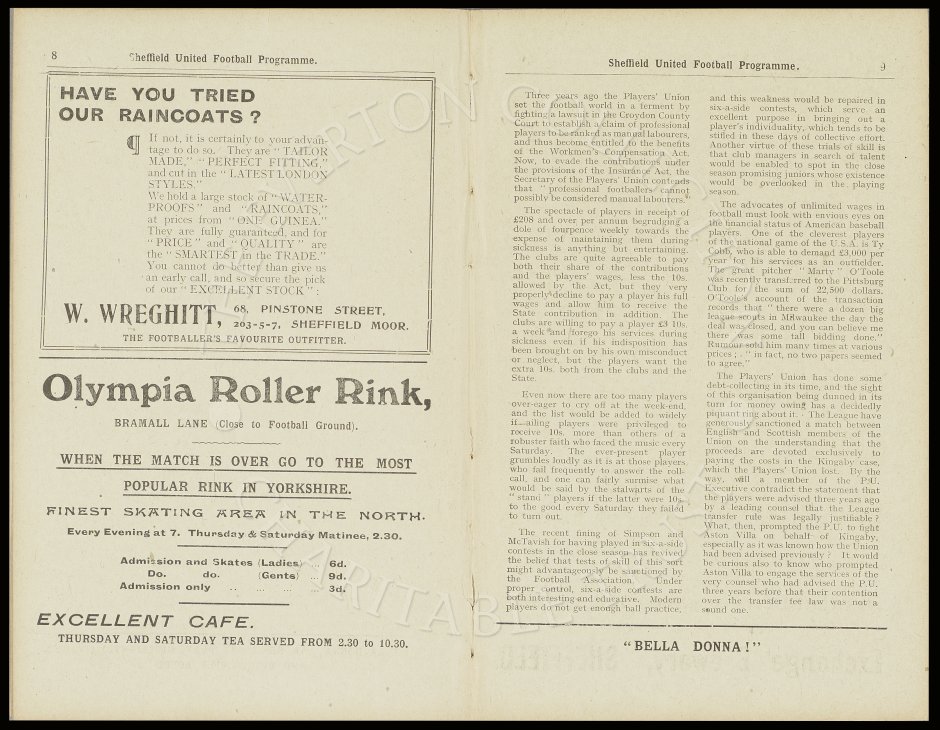 8
Sheffield United Football Programme.
HAVE YOU TRIED
OUR RAINCOATS ?
¶ If not, it is certainly to your advan-
tage to do so. They are "TAILOR
MADE," "PERFECT FITTING,"
and cut in the "LATEST LONDON
STYLES."
We hold a large stock of "WATER-
PROOFS" and "RAINCOATS,"
at prices from "ONE GUINEA."
They are fully guaranteed, and for
"PRICE" and "QUALITY" are
the "SMARTEST in the TRADE."
You cannot do better than give us
an early call, and so secure the pick
of our "EXCELLENT STOCK":
W. WREGHITT, 68, PINSTONE STREET,
203-5-7, SHEFFIELD MOOR.
THE FOOTBALLER'S FAVOURITE OUTFITTER.
Olympia Roller Rink,
BRAMALL LANE (Close to Football Ground).
WHEN THE MATCH IS OVER GO TO THE MOST
POPULAR RINK IN YORKSHIRE.
FINEST SKATING AREA IN THE NORTH.
Every Evening at 7. Thursday & Saturday Matinee, 2.30.
Admission and Skates (Ladies) .. 6d.
Do. do. (Gents) .. 9d.
Admission only .. .. ... ... 3d.
EXCELLENT CAFE.
THURSDAY AND SATURDAY TEA SERVED FROM 2.30 to 10.30.
Sheffield United Football Programme.
9
Three years ago the Players' Union
set the football world in a ferment by
fighting a lawsuit in the Croydon County
Court to establish a claim of professional
players to be ranked as manual labourers,
and thus become entitled to the benefits
of the Workmen's Compensation Act.
Now, to evade the contributions under
the provisions of the Insurance Act, the
Secretary of the Players' Union contends
that "professional footballers cannot
possibly be considered manual labourers."
The spectacle of players in receipt of
£208 and over per annum begrudging a
dole of fourpence weekly towards the
expense of maintaining them during
sickness is anything but entertaining.
The clubs are quite agreeable to pay
both their share of the contributions
and the players' wages, less the 10s.
allowed by the Act, but they very
properly decline to pay a player his full
wages and allow him to receive the
State contribution in addition. The
clubs are willing to pay a player £3 10s.
a week and forego his services during
sickness even if his indisposition has
been brought on by his own misconduct
or neglect, but the players want the
extra 10s. both from the clubs and the
State.
Even now there are too many players
over-eager to cry off at the week-end,
and the list would be added to widely
if ailing players were privileged to
receive 10s. more than others of a
robuster faith who faced the music every
Saturday. The ever-present player
grumbles loudly as it is at those players
who fail frequently to answer the roll-
call, and one can fairly surmise what
would be said by the stalwarts of the
"stand" players if the latter were 10s.
to the good every Saturday they failed
to turn out.
The recent fining of Simpson and
McTavish for having played in six-a-side
contests in the close season has revived
the belief that tests of skill of this sort
might advantageously be sanctioned by
the Football Association. Under
proper control, six-a-side contests are
both interesting and educative. Modern
players do not get enough ball practice,
and this weakness would be repaired in
six-a-side contests, which serve an
excellent purpose in bringing out a
player's individuality, which tends to be
stifled in these days of collective effort.
Another virtue of these trials of skill is
that club managers in search of talent
would be enabled to spot in the close
season promising juniors whose existence
would be overlooked in the playing
season.
The advocates of unlimited wages in
football must look with envious eyes on
the financial status of American baseball
players. One of the cleverest players
of the national game of the U.S.A. is Ty
Cobb, who is able to demand £3,000 per
year for his services as an outfielder.
The great pitcher "Marty" O'Toole
was recently transferred to the Pittsburg
Club for the sum of 22,500 dollars.
O'Toole's account of the transaction
records that "there were a dozen big
league scouts in Milwaukee the day the
deal was closed, and you can believe me
there was some tall bidding done."
Rumour sold him many times at various
prices; "in fact, no two papers seemed
to agree."
The Players' Union has done some
debt-collecting in its time, and the sight
of this organisation being dunned in its
turn for money owing has a decidedly
piquant ring about it. The League have
generously sanctioned a match between
English and Scottish members of the
Union on the understanding that the
proceeds are devoted exclusively to
paying the costs in the Kingaby case,
which the Players' Union lost. By the
way, will a member of the P.U.
Executive contradict the statement that
the players were advised three years ago
by a leading counsel that the League
transfer rule was legally justifiable?
What, then, prompted the P.U. to fight
Aston Villa on behalf of Kingaby,
especially as it was known how the Union
had been advised previously? It would
be curious also to know who prompted
Aston Villa to engage the services of the
very counsel who had advised the P.U.
three years before that their contention
over the transfer fee law was not a
sound one.
"BELLA DONNA!"